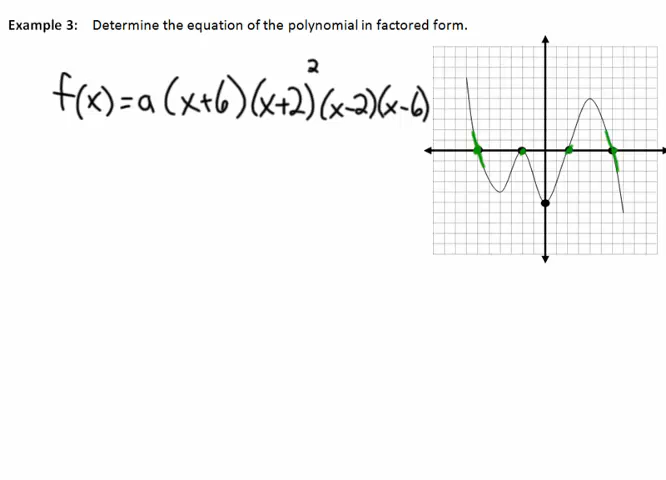 Example 3: Determine the equation of the polynomial in factored form.
f(x) = a (x+6) (x+2)² (x-2)(x-6)